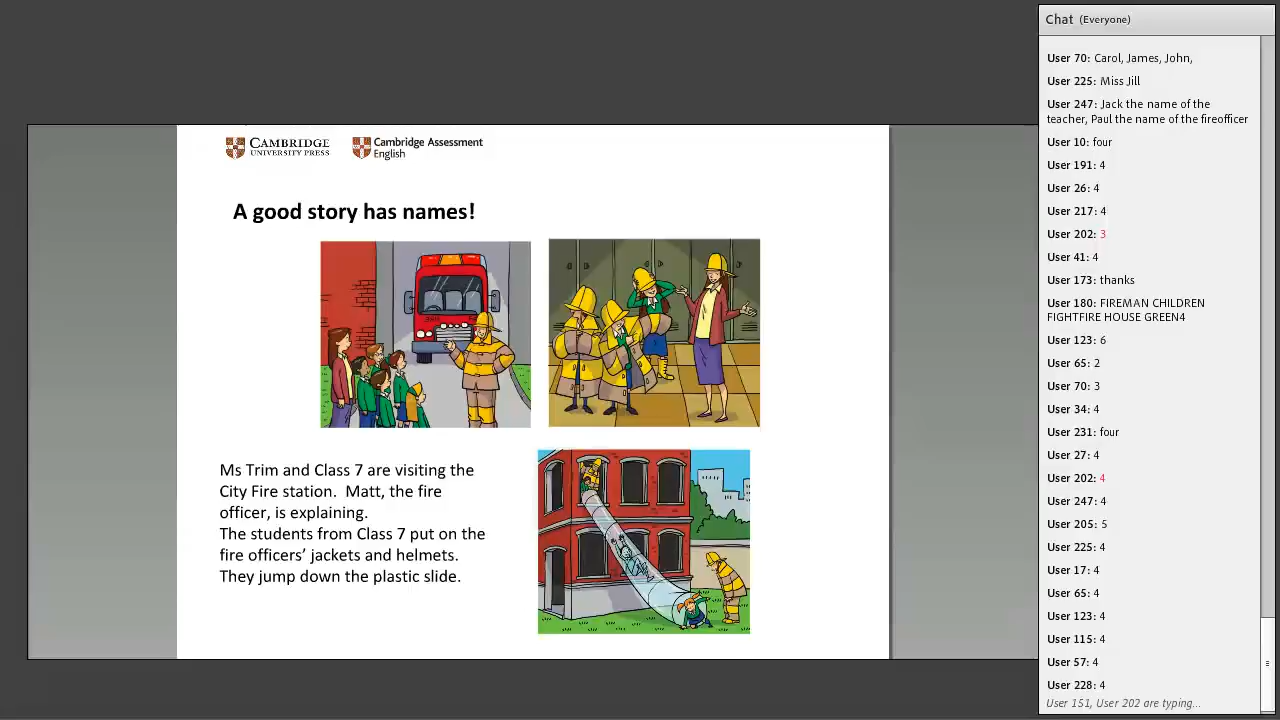 CAMBRIDGE
UNIVERSITY PRESS
Cambridge Assessment
English
A good story has names!
Ms Trim and Class 7 are visiting the
City Fire station.  Matt, the fire
officer, is explaining.
The students from Class 7 put on the
fire officers’ jackets and helmets.
They jump down the plastic slide.
Chat (Everyone)
User 70: Carol, James, John,
User 225: Miss Jill
User 247: Jack the name of the
teacher, Paul the name of the fireofficer
User 10: four
User 191: 4
User 26: 4
User 217: 4
User 202: 3
User 41: 4
User 173: thanks
User 180: FIREMAN CHILDREN
FIGHTFIRE HOUSE GREEN4
User 123: 6
User 65: 2
User 70: 3
User 34: 4
User 231: four
User 27: 4
User 202: 4
User 247: 4
User 205: 5
User 225: 4
User 17: 4
User 65: 4
User 123: 4
User 115: 4
User 57: 4
User 228: 4
User 151, User 202 are typing...